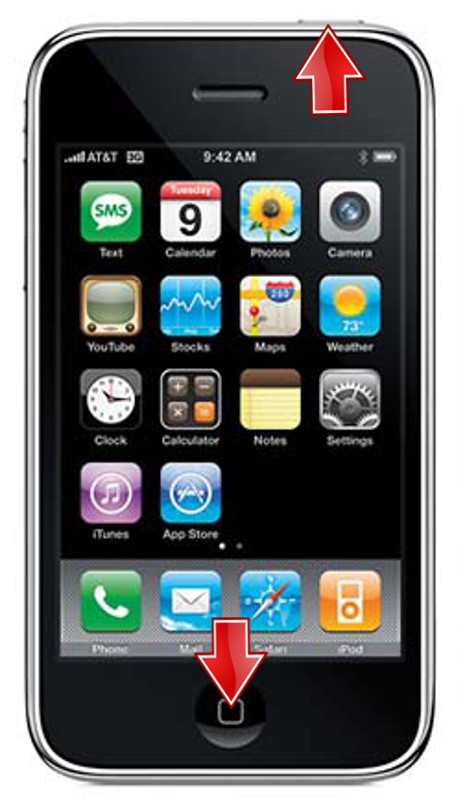 AT&T 3G 9:42 AM
SMS Tuesday 9
Text Calendar Photos Camera
280 73°
YouTube Stocks Maps Weather
Clock Calculator Notes Settings
iTunes App Store
Phone Mail Safari iPod